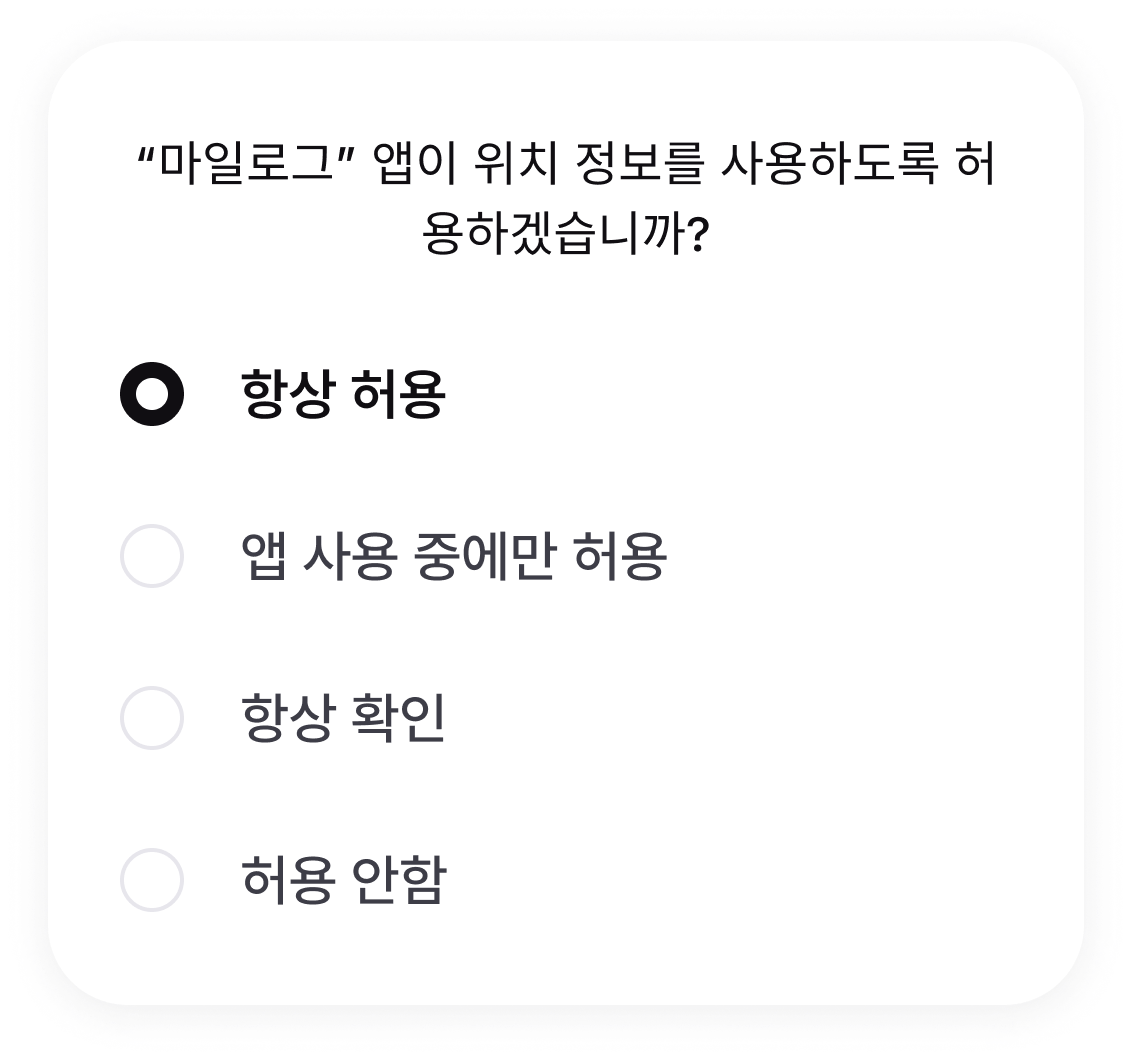 “마일로그” 앱이 위치 정보를 사용하도록 허
용하겠습니까?
항상 허용
앱 사용 중에만 허용
항상 확인
허용 안함